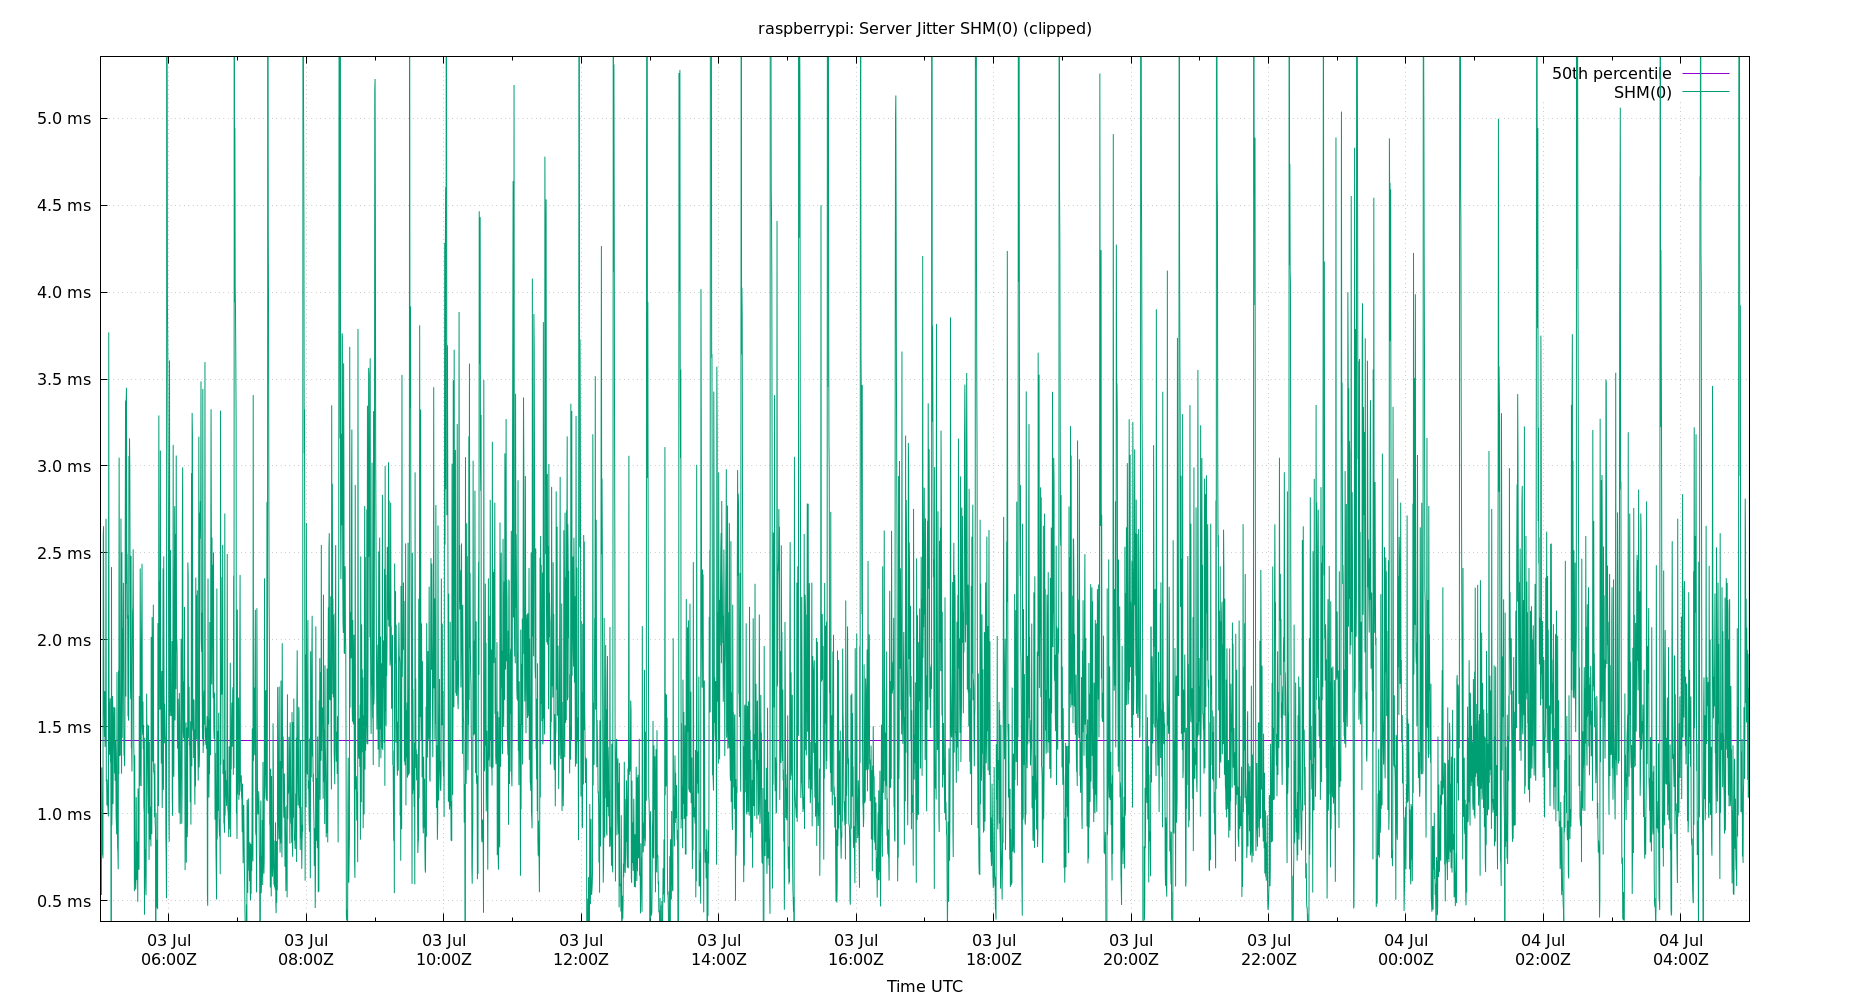 raspberrypi: Server Jitter SHM(0) (clipped)
50th percentile
SHM(0)
5.0 ms
4.5 ms
4.0 ms
3.5 ms
3.0 ms
2.5 ms
2.0 ms
1.5 ms
1.0 ms
0.5 ms
03 Jul 03 Jul 03 Jul 03 Jul 03 Jul 03 Jul 03 Jul 03 Jul 03 Jul 04 Jul 04 Jul 04 Jul
06:00Z 08:00Z 10:00Z 12:00Z 14:00Z 16:00Z 18:00Z 20:00Z 22:00Z 00:00Z 02:00Z 04:00Z
Time UTC